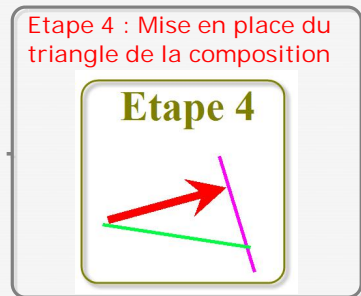 Etape 4 : Mise en place du
triangle de la composition
Etape 4